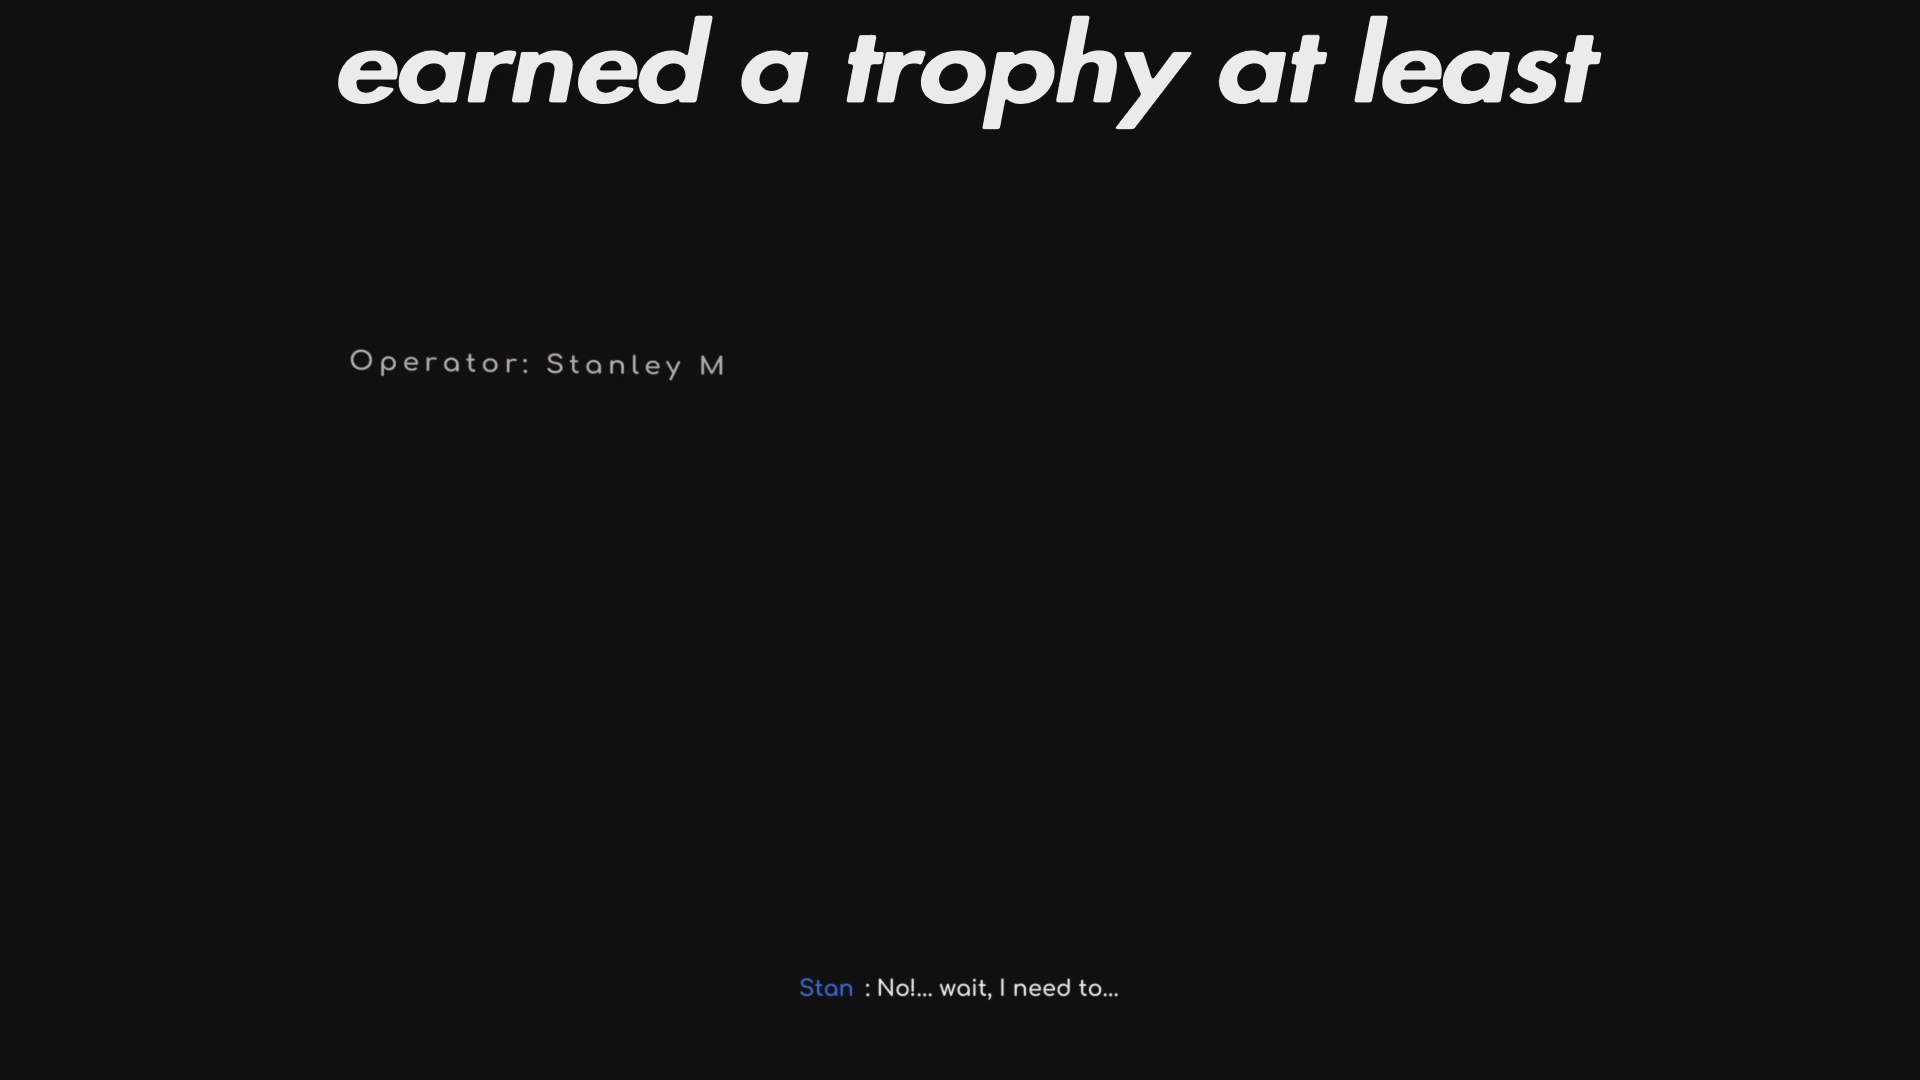 earned a trophy at least
Operator: Stanley M
Stan : No!... wait, I need to...